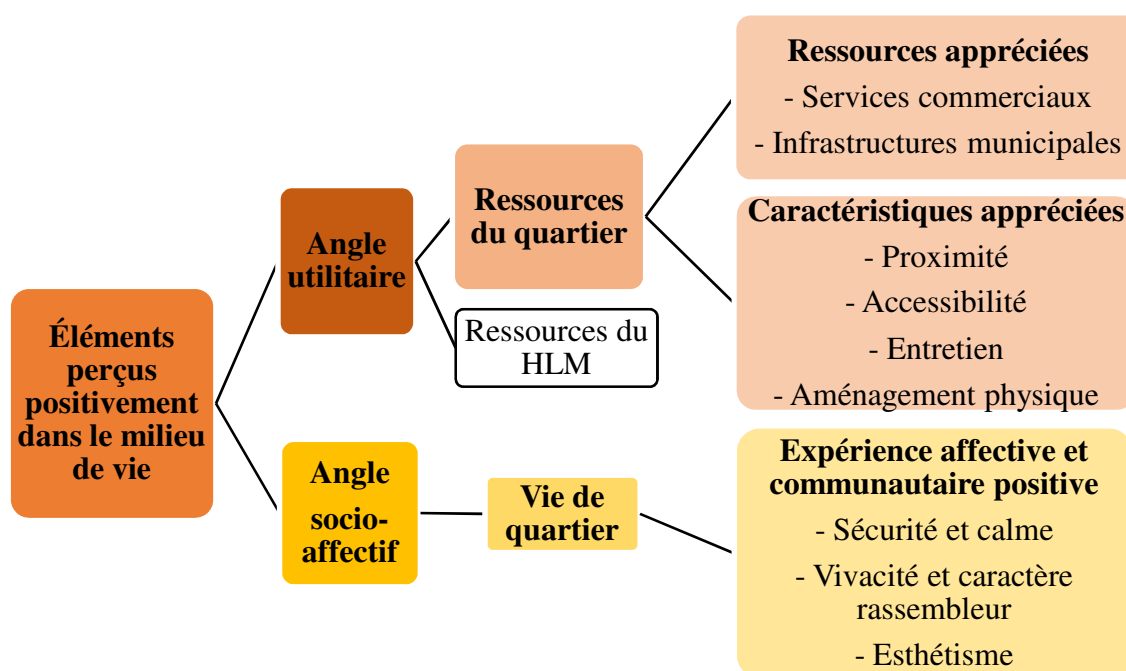 Éléments
perçus
positivement
dans le milieu
de vie
Angle
utilitaire
Ressources
du quartier
Ressources appréciées
- Services commerciaux
- Infrastructures municipales
Caractéristiques appréciées
- Proximité
- Accessibilité
- Entretien
- Aménagement physique
Ressources du
HLM
Angle
socio-
affectif
Vie de
quartier
Expérience affective et
communautaire positive
- Sécurité et calme
- Vivacité et caractère
rassembleur
- Esthétisme